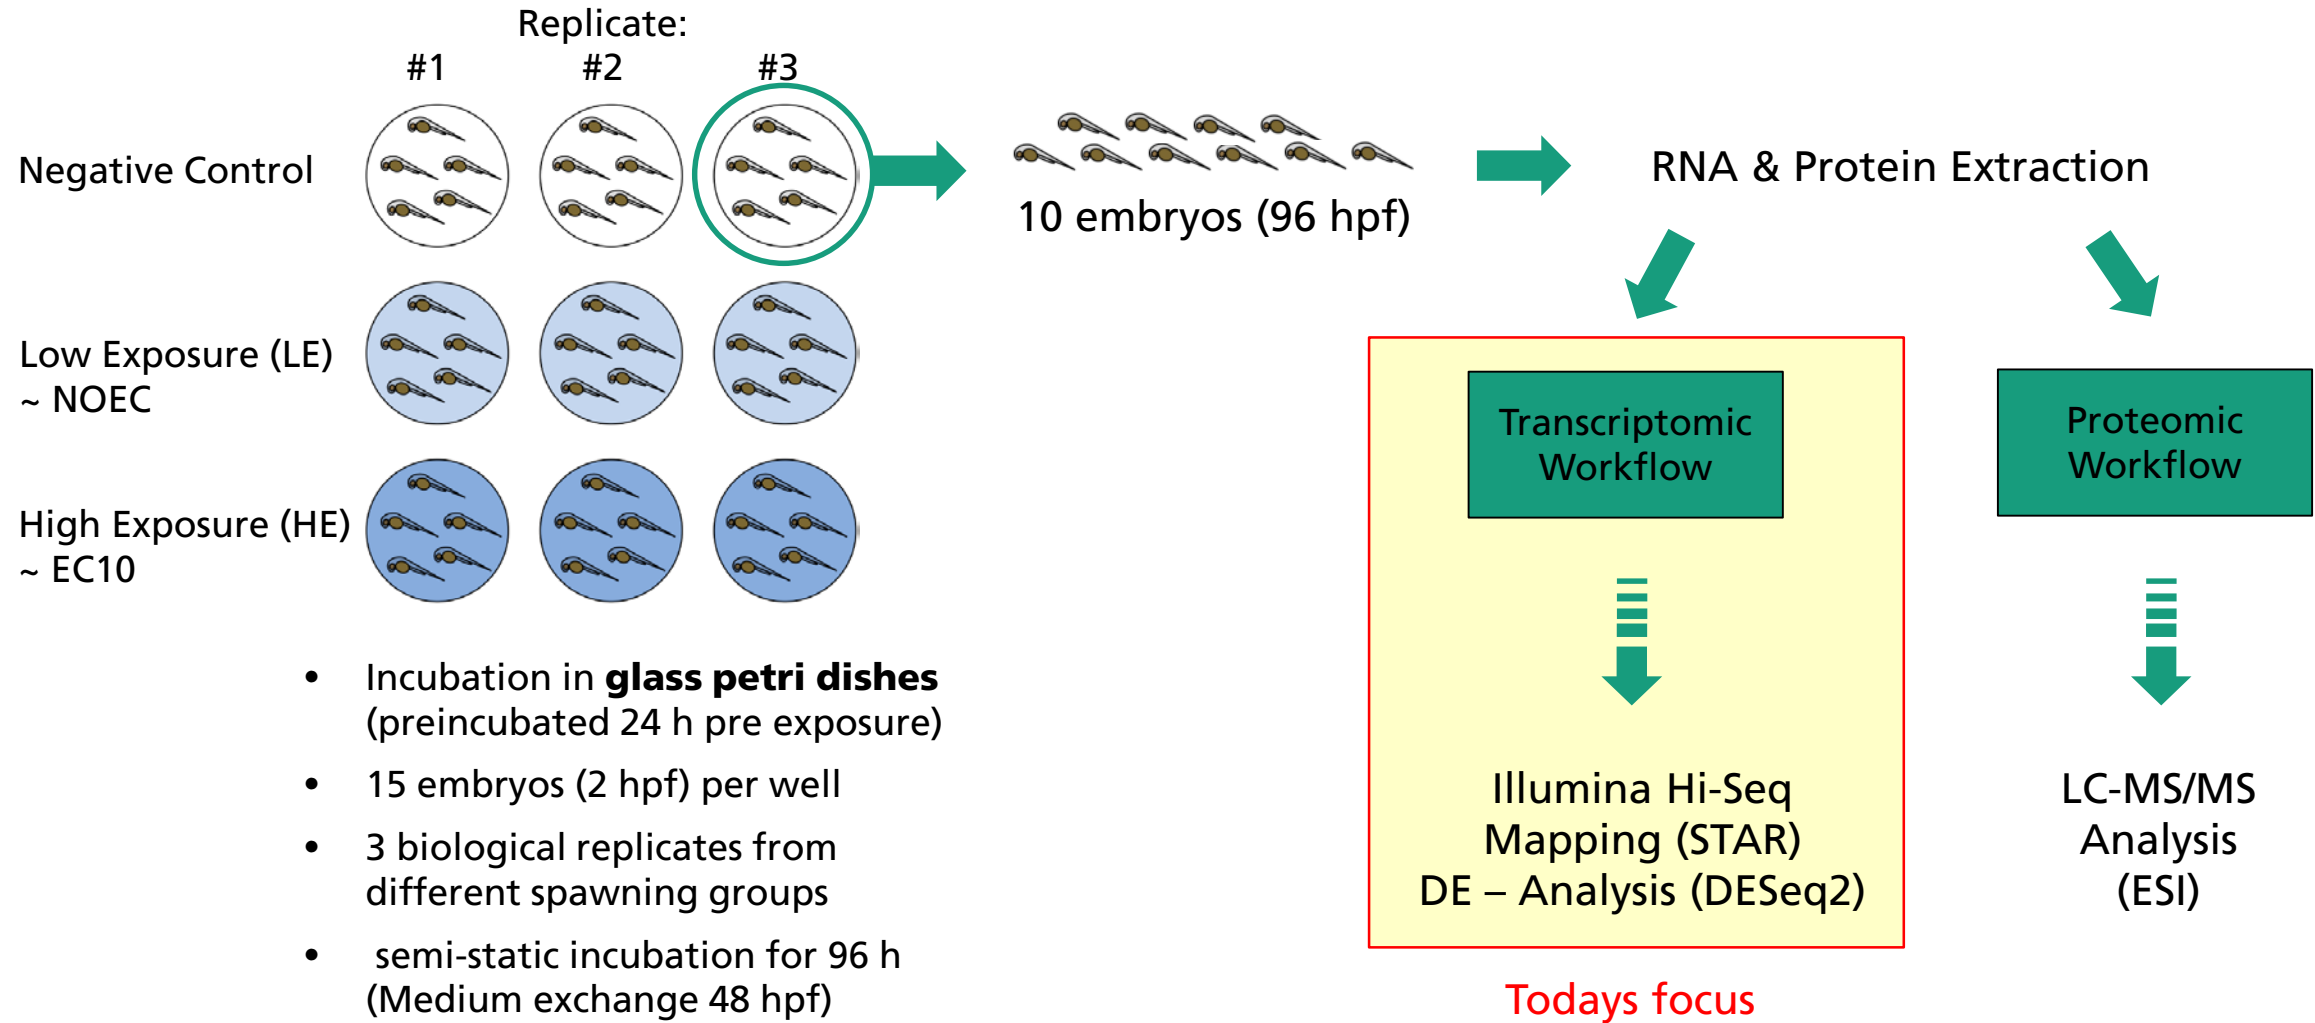 Replicate:
#1 #2 #3
Negative Control
Low Exposure (LE)
~ NOEC
High Exposure (HE)
~ EC10
10 embryos (96 hpf)
RNA & Protein Extraction
Transcriptomic
Workflow
Proteomic
Workflow
Illumina Hi-Seq
Mapping (STAR)
DE – Analysis (DESeq2)
LC-MS/MS
Analysis
(ESI)
Todays focus
• Incubation in glass petri dishes
(preincubated 24 h pre exposure)
• 15 embryos (2 hpf) per well
• 3 biological replicates from
different spawning groups
• semi-static incubation for 96 h
(Medium exchange 48 hpf)